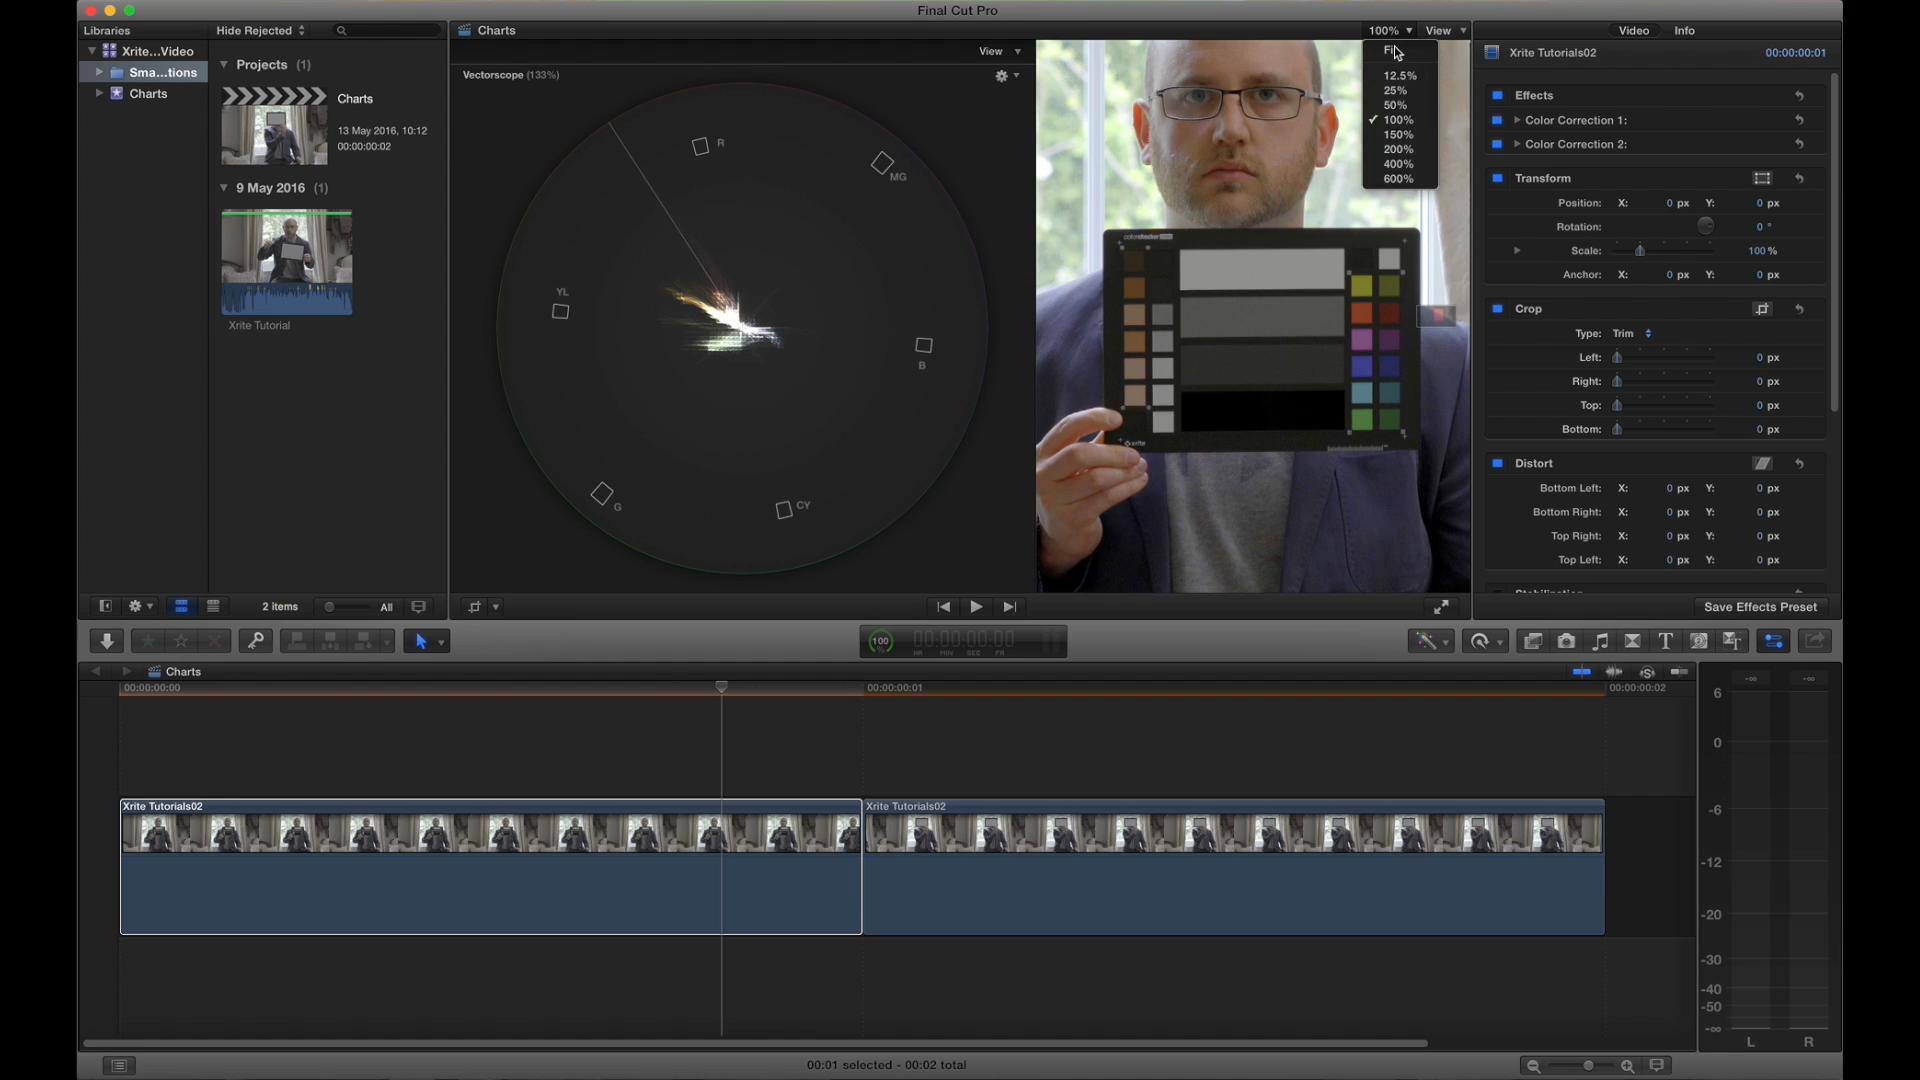 Final Cut Pro
Libraries
Hide Rejected
Charts
100%
View
Video
Info
Xrite...Video
Sma...tions
Charts
Projects (1)
Charts
13 May 2016, 10:12
00:00:00:02
9 May 2016 (1)
Xrite Tutorial
View
Vectorscope (133%)
R
MG
YL
B
G
CY
12.5%
25%
50%
✓ 100%
150%
200%
400%
600%
colorchecker
xrite
Xrite Tutorials02
00:00:00:01
Effects
Color Correction 1:
Color Correction 2:
Transform
Position: X: 0 px Y: 0 px
Rotation: 0 °
Scale: 100 %
Anchor: X: 0 px Y: 0 px
Crop
Type: Trim
Left: 0 px
Right: 0 px
Top: 0 px
Bottom: 0 px
Distort
Bottom Left: X: 0 px Y: 0 px
Bottom Right: X: 0 px Y: 0 px
Top Right: X: 0 px Y: 0 px
Top Left: X: 0 px Y: 0 px
2 items
All
Save Effects Preset
100
%
00:00:00:00
HR MIN SEC FR
T
Charts
00:00:00:00
00:00:00:01
00:00:00:02
Xrite Tutorials02
Xrite Tutorials02
-∞ -∞
6
0
-6
-12
-20
-30
-40
-50
-∞
L R
00:01 selected - 00:02 total